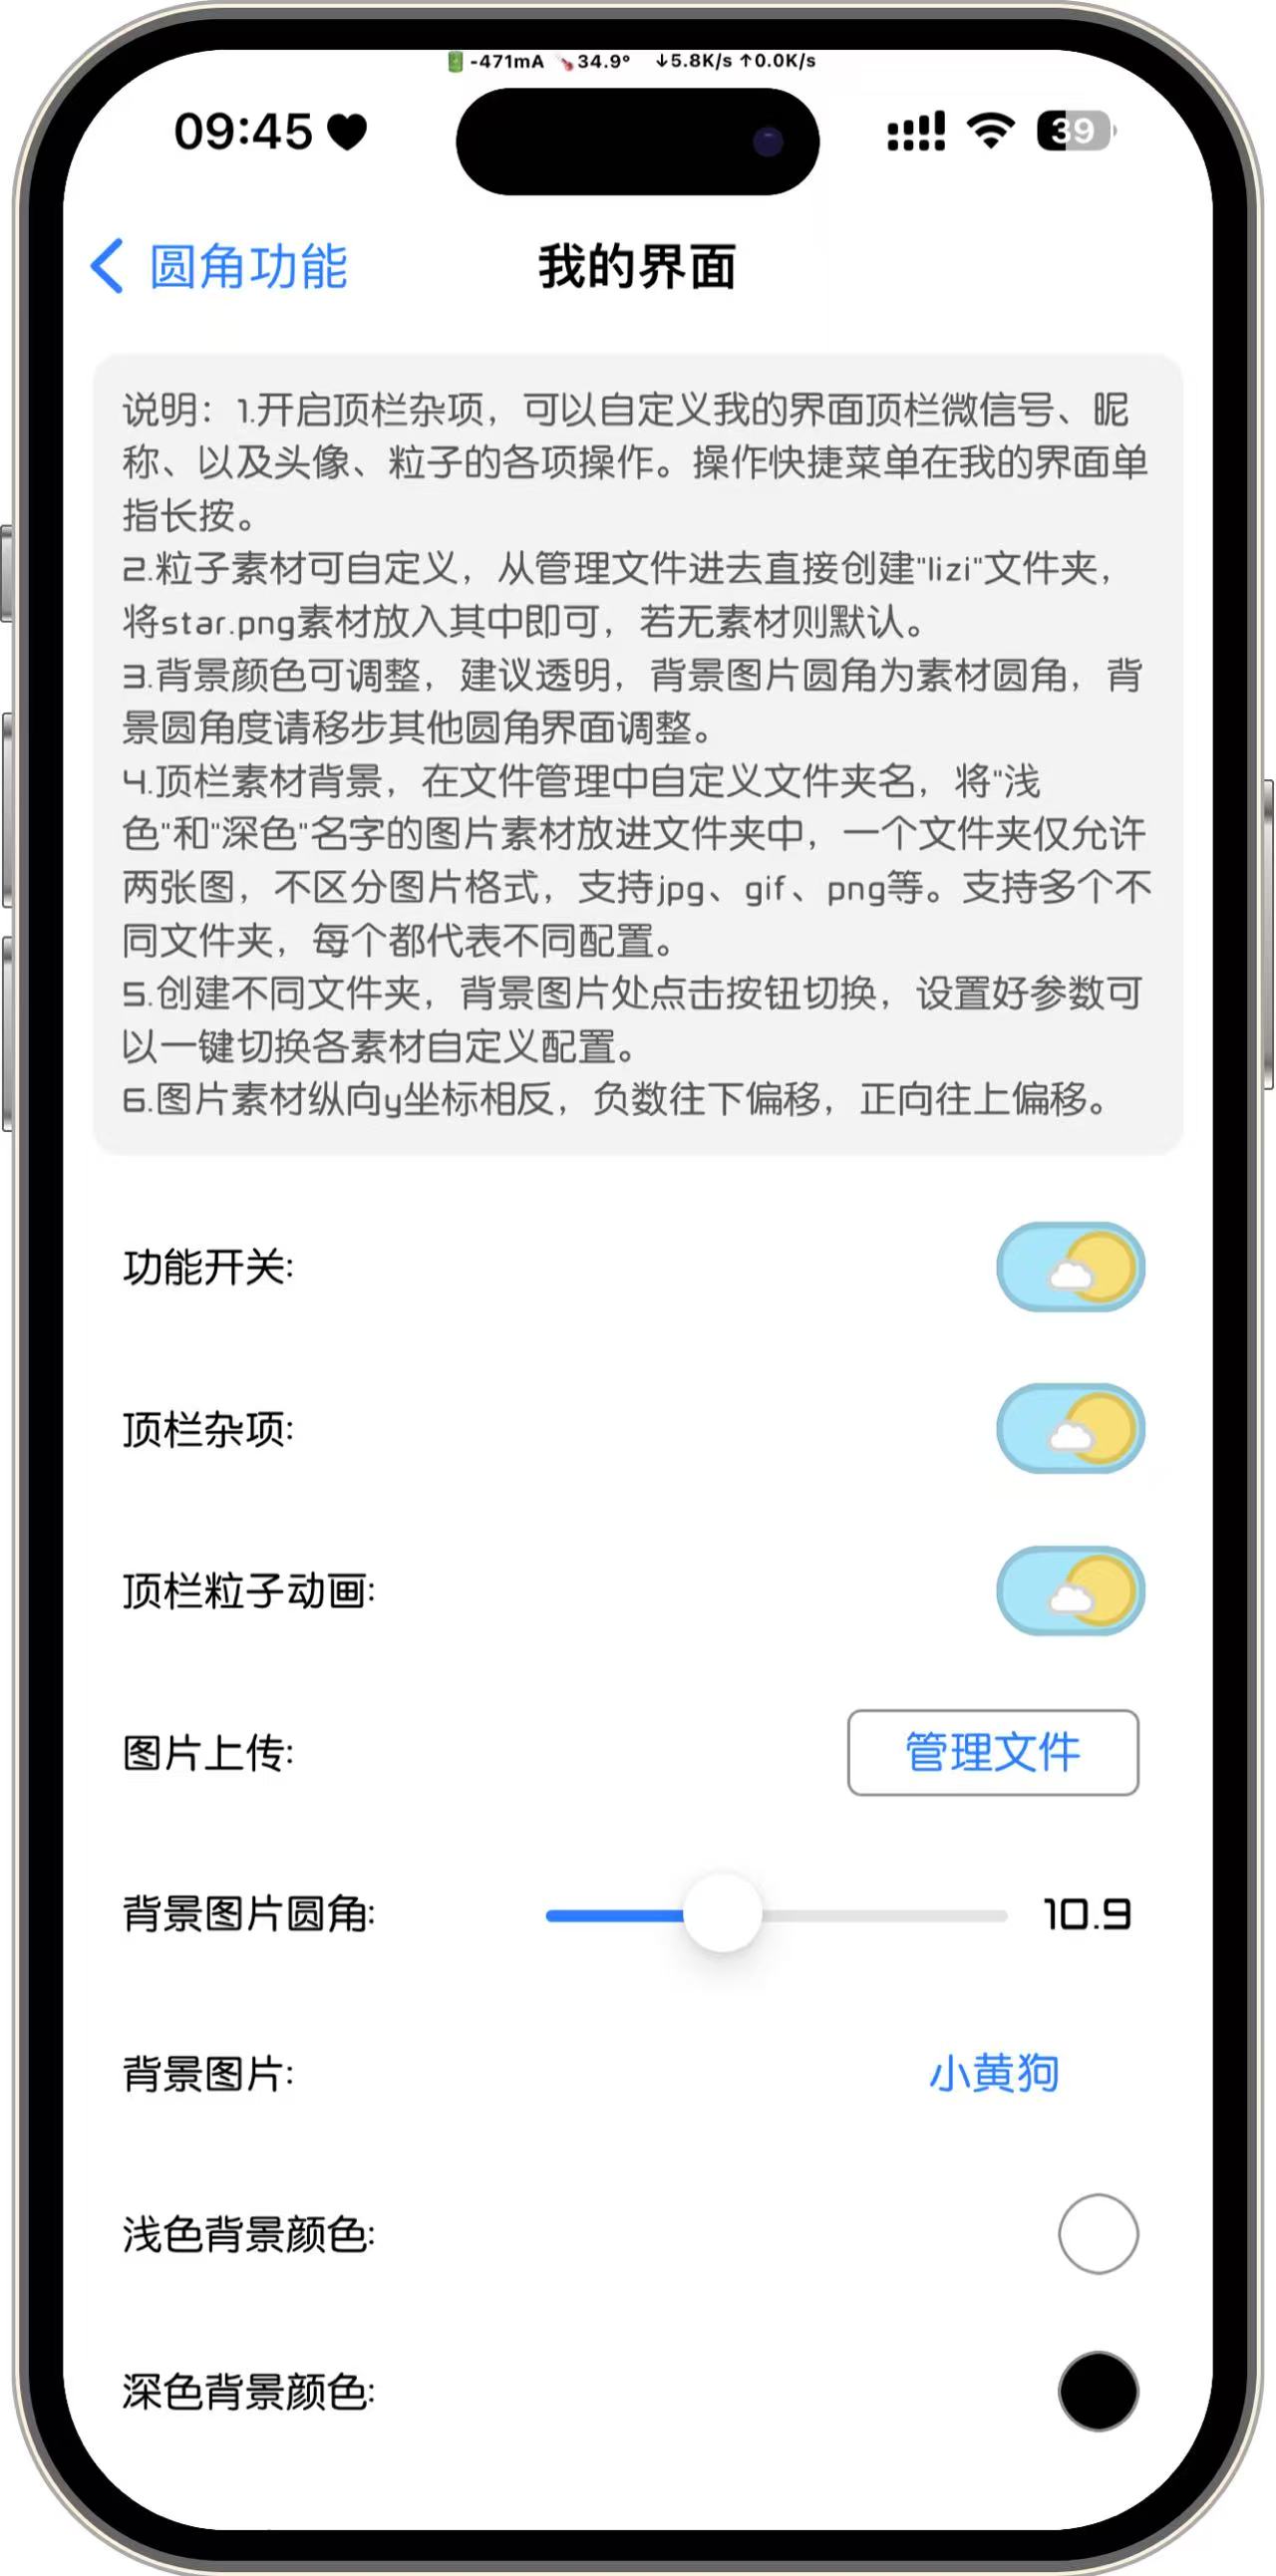 -471mA 34.9° ↓5.8K/s ↑0.0K/s
09:45
39
圆角功能
我的界面
说明：1.开启顶栏杂项，可以自定义我的界面顶栏微信号、昵
称、以及头像、粒子的各项操作。操作快捷菜单在我的界面单
指长按。
2.粒子素材可自定义，从管理文件进去直接创建"lizi"文件夹，
将star.png素材放入其中即可，若无素材则默认。
3.背景颜色可调整，建议透明，背景图片圆角为素材圆角，背
景圆角度请移步其他圆角界面调整。
4.顶栏素材背景，在文件管理中自定义文件夹名，将"浅
色"和"深色"名字的图片素材放进文件夹中，一个文件夹仅允许
两张图，不区分图片格式，支持jpg、gif、png等。支持多个不
同文件夹，每个都代表不同配置。
5.创建不同文件夹，背景图片处点击按钮切换，设置好参数可
以一键切换各素材自定义配置。
6.图片素材纵向y坐标相反，负数往下偏移，正向往上偏移。
功能开关:
顶栏杂项:
顶栏粒子动画:
图片上传:
管理文件
背景图片圆角:
10.9
背景图片:
小黄狗
浅色背景颜色:
深色背景颜色: